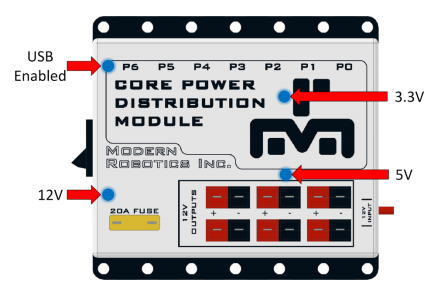 USB
Enabled
P6 P5 P4 P3 P2 P1 P0
CORE POWER
DISTRIBUTION
MODULE
3.3V
MODERN
ROBOTICS INC.
5V
12V
20A FUSE
12V
OUTPUTS
+ - + - + -
12V
INPUT